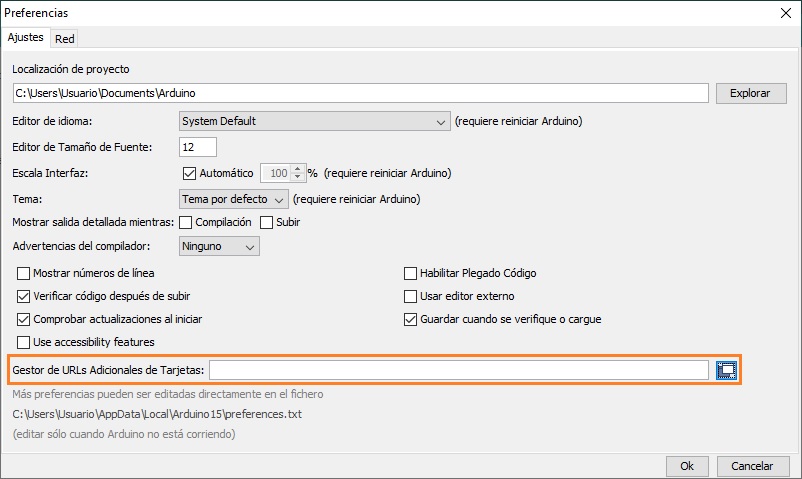 Preferencias
Ajustes Red
Localización de proyecto
C:\Users\Usuario\Documents\Arduino Explorar
Editor de idioma: System Default (requiere reiniciar Arduino)
Editor de Tamaño de Fuente: 12
Escala Interfaz: Automático 100 % (requiere reiniciar Arduino)
Tema: Tema por defecto (requiere reiniciar Arduino)
Mostrar salida detallada mientras: Compilación Subir
Advertencias del compilador: Ninguno
Mostrar números de línea Habilitar Plegado Código
Verificar código después de subir Usar editor externo
Comprobar actualizaciones al iniciar Guardar cuando se verifique o cargue
Use accessibility features
Gestor de URLs Adicionales de Tarjetas:
Más preferencias pueden ser editadas directamente en el fichero
C:\Users\Usuario\AppData\Local\Arduino15\preferences.txt
(editar sólo cuando Arduino no está corriendo)
Ok Cancelar